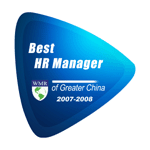 Best
HR Manager
WMB
of Greater China
2007-2008